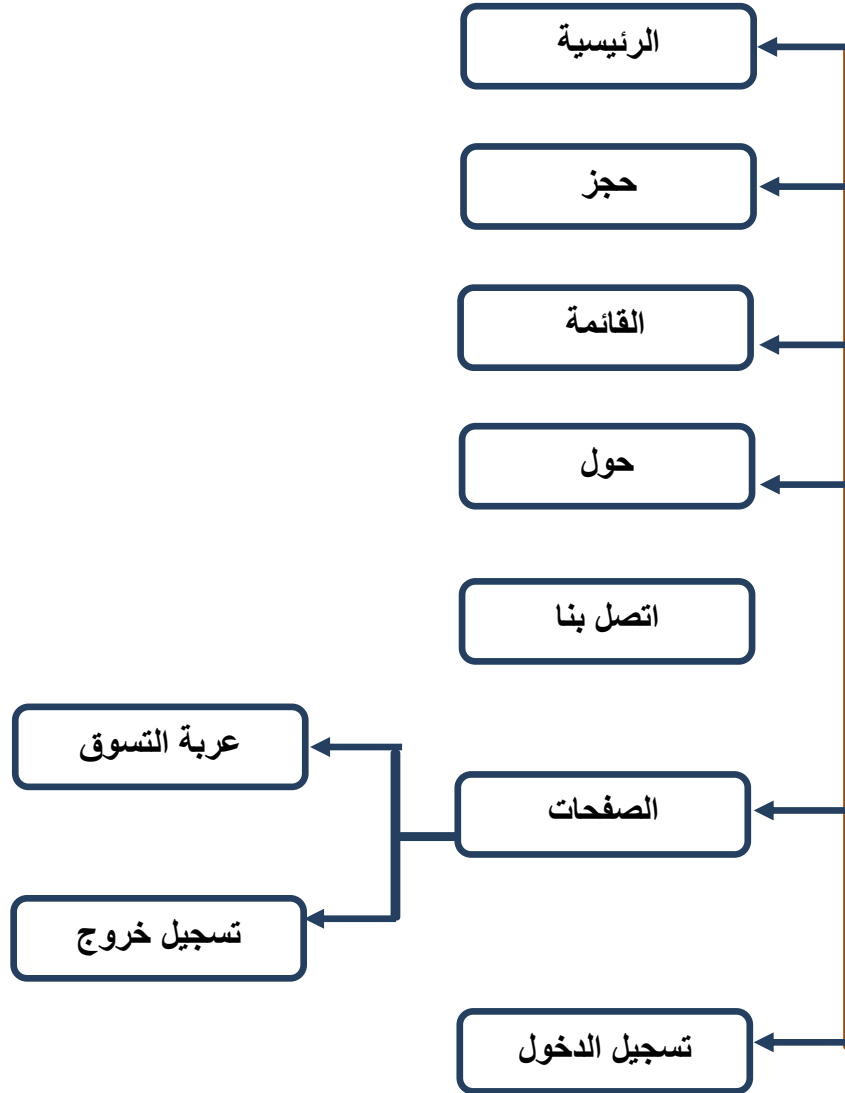 الرئيسية
حجز
القائمة
حول
اتصل بنا
عربة التسوق
الصفحات
تسجيل خروج
تسجيل الدخول